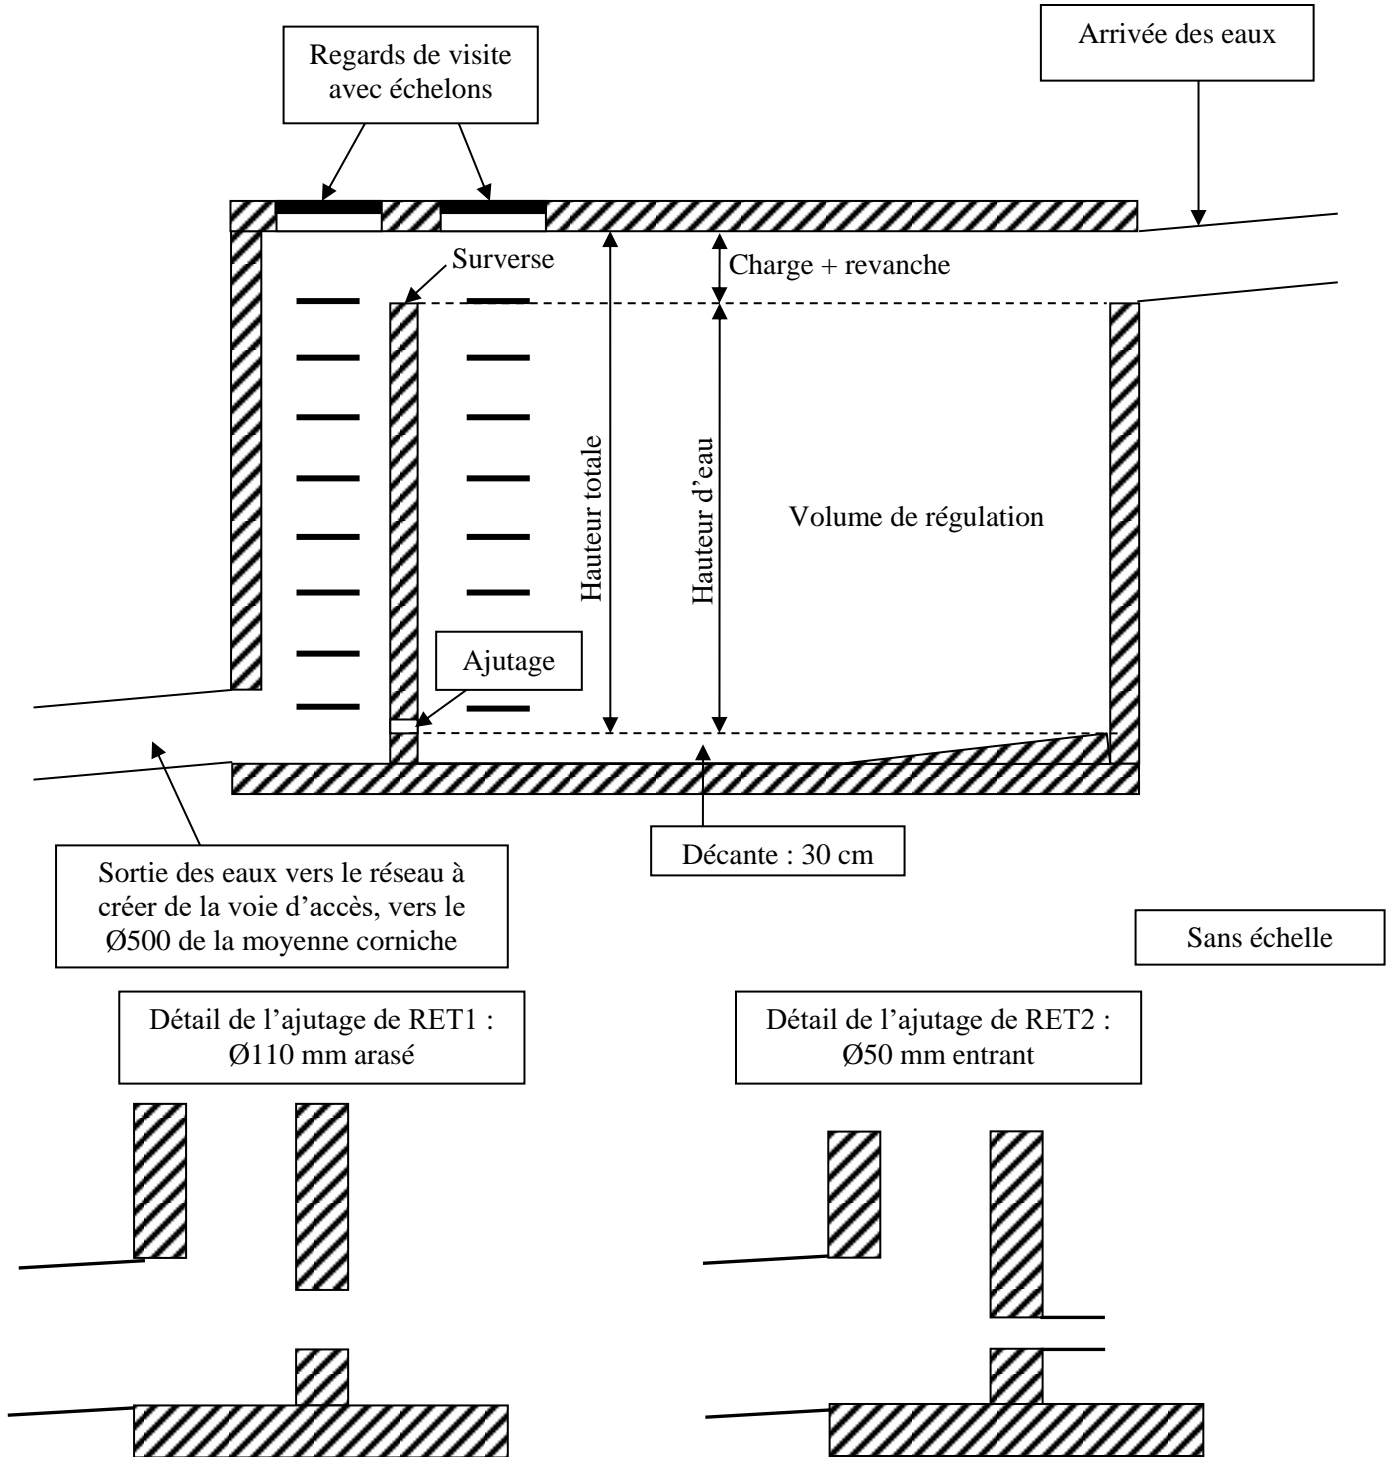 Regards de visite
avec échelons
Arrivée des eaux
Surverse
Charge + revanche
Hauteur totale
Hauteur d’eau
Volume de régulation
Ajutage
Décante : 30 cm
Sortie des eaux vers le réseau à
créer de la voie d’accès, vers le
Ø500 de la moyenne corniche
Sans échelle
Détail de l’ajutage de RET1 :
Ø110 mm arasé
Détail de l’ajutage de RET2 :
Ø50 mm entrant